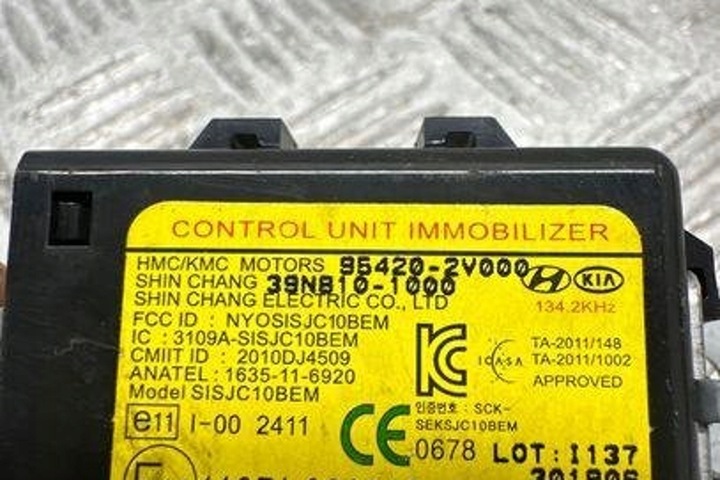 CONTROL UNIT IMMOBILIZER
HMC/KMC MOTORS 95420-2V000 KIA
SHIN CHANG 39NB10-1000
SHIN CHANG ELECTRIC CO., LTD
134.2KHz
FCC ID : NYOSISJC10BEM
IC : 3109A-SISJC10BEM
CMIIT ID : 2010DJ4509
ANATEL : 1635-11-6920
Model SISJC10BEM
ICASA
TA-2011/148
TA-2011/1002
APPROVED
인증번호 : SCK-
SEKSJC10BEM
e11 I-00 2411
CE 0678 LOT: I137